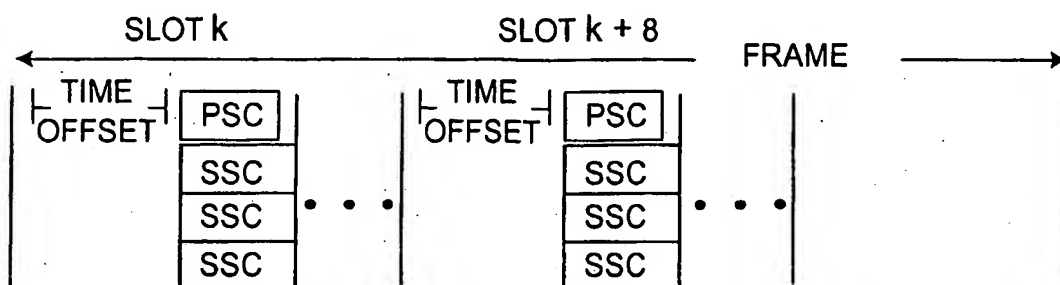 SLOT k
SLOT k + 8
FRAME
TIME OFFSET
PSC
SSC
SSC
SSC
TIME OFFSET
PSC
SSC
SSC
SSC